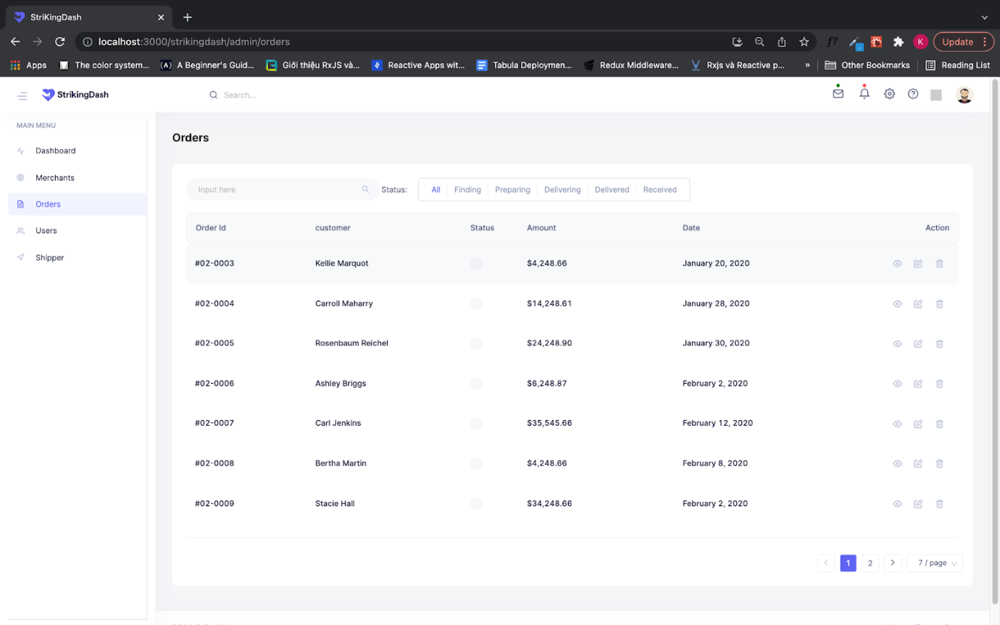 StriKingDash
localhost:3000/strikingdash/admin/orders
f?
K
Update
Apps
The color system...
(A) A Beginner's Guid...
Giới thiệu RxJS và...
Reactive Apps wit...
Tabula Deploymen...
Redux Middleware...
Rxjs và Reactive p...
»
Other Bookmarks
Reading List
StrikingDash
Search...
MAIN MENU
Dashboard
Merchants
Orders
Users
Shipper
Orders
Input here
Status:
All Finding Preparing Delivering Delivered Received
Order Id customer Status Amount Date Action
#02-0003 Kellie Marquot $4,248.66 January 20, 2020
#02-0004 Carroll Maharry $14,248.61 January 28, 2020
#02-0005 Rosenbaum Reichel $24,248.90 January 30, 2020
#02-0006 Ashley Briggs $6,248.87 February 2, 2020
#02-0007 Carl Jenkins $35,545.66 February 12, 2020
#02-0008 Bertha Martin $4,248.66 February 8, 2020
#02-0009 Stacie Hall $34,248.66 February 2, 2020
1 2 7 / page